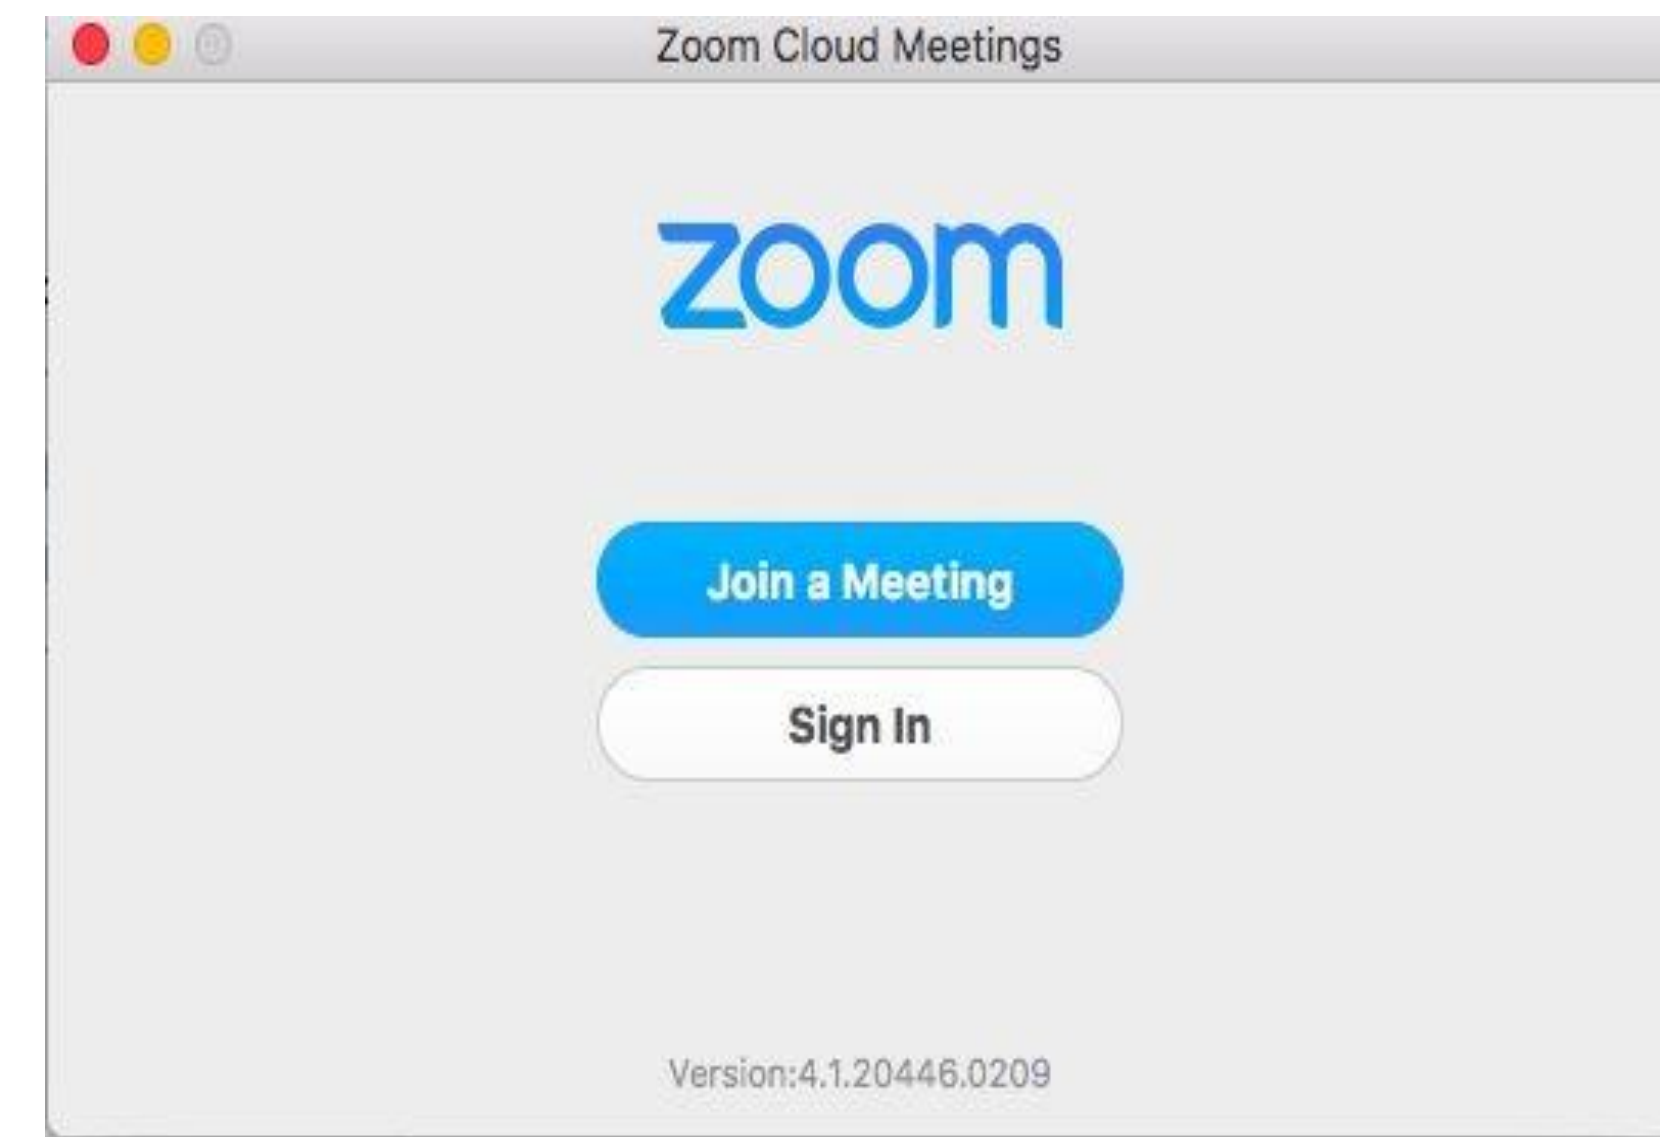 Zoom Cloud Meetings
zoom
Join a Meeting
Sign In
Version:4.1.20446.0209